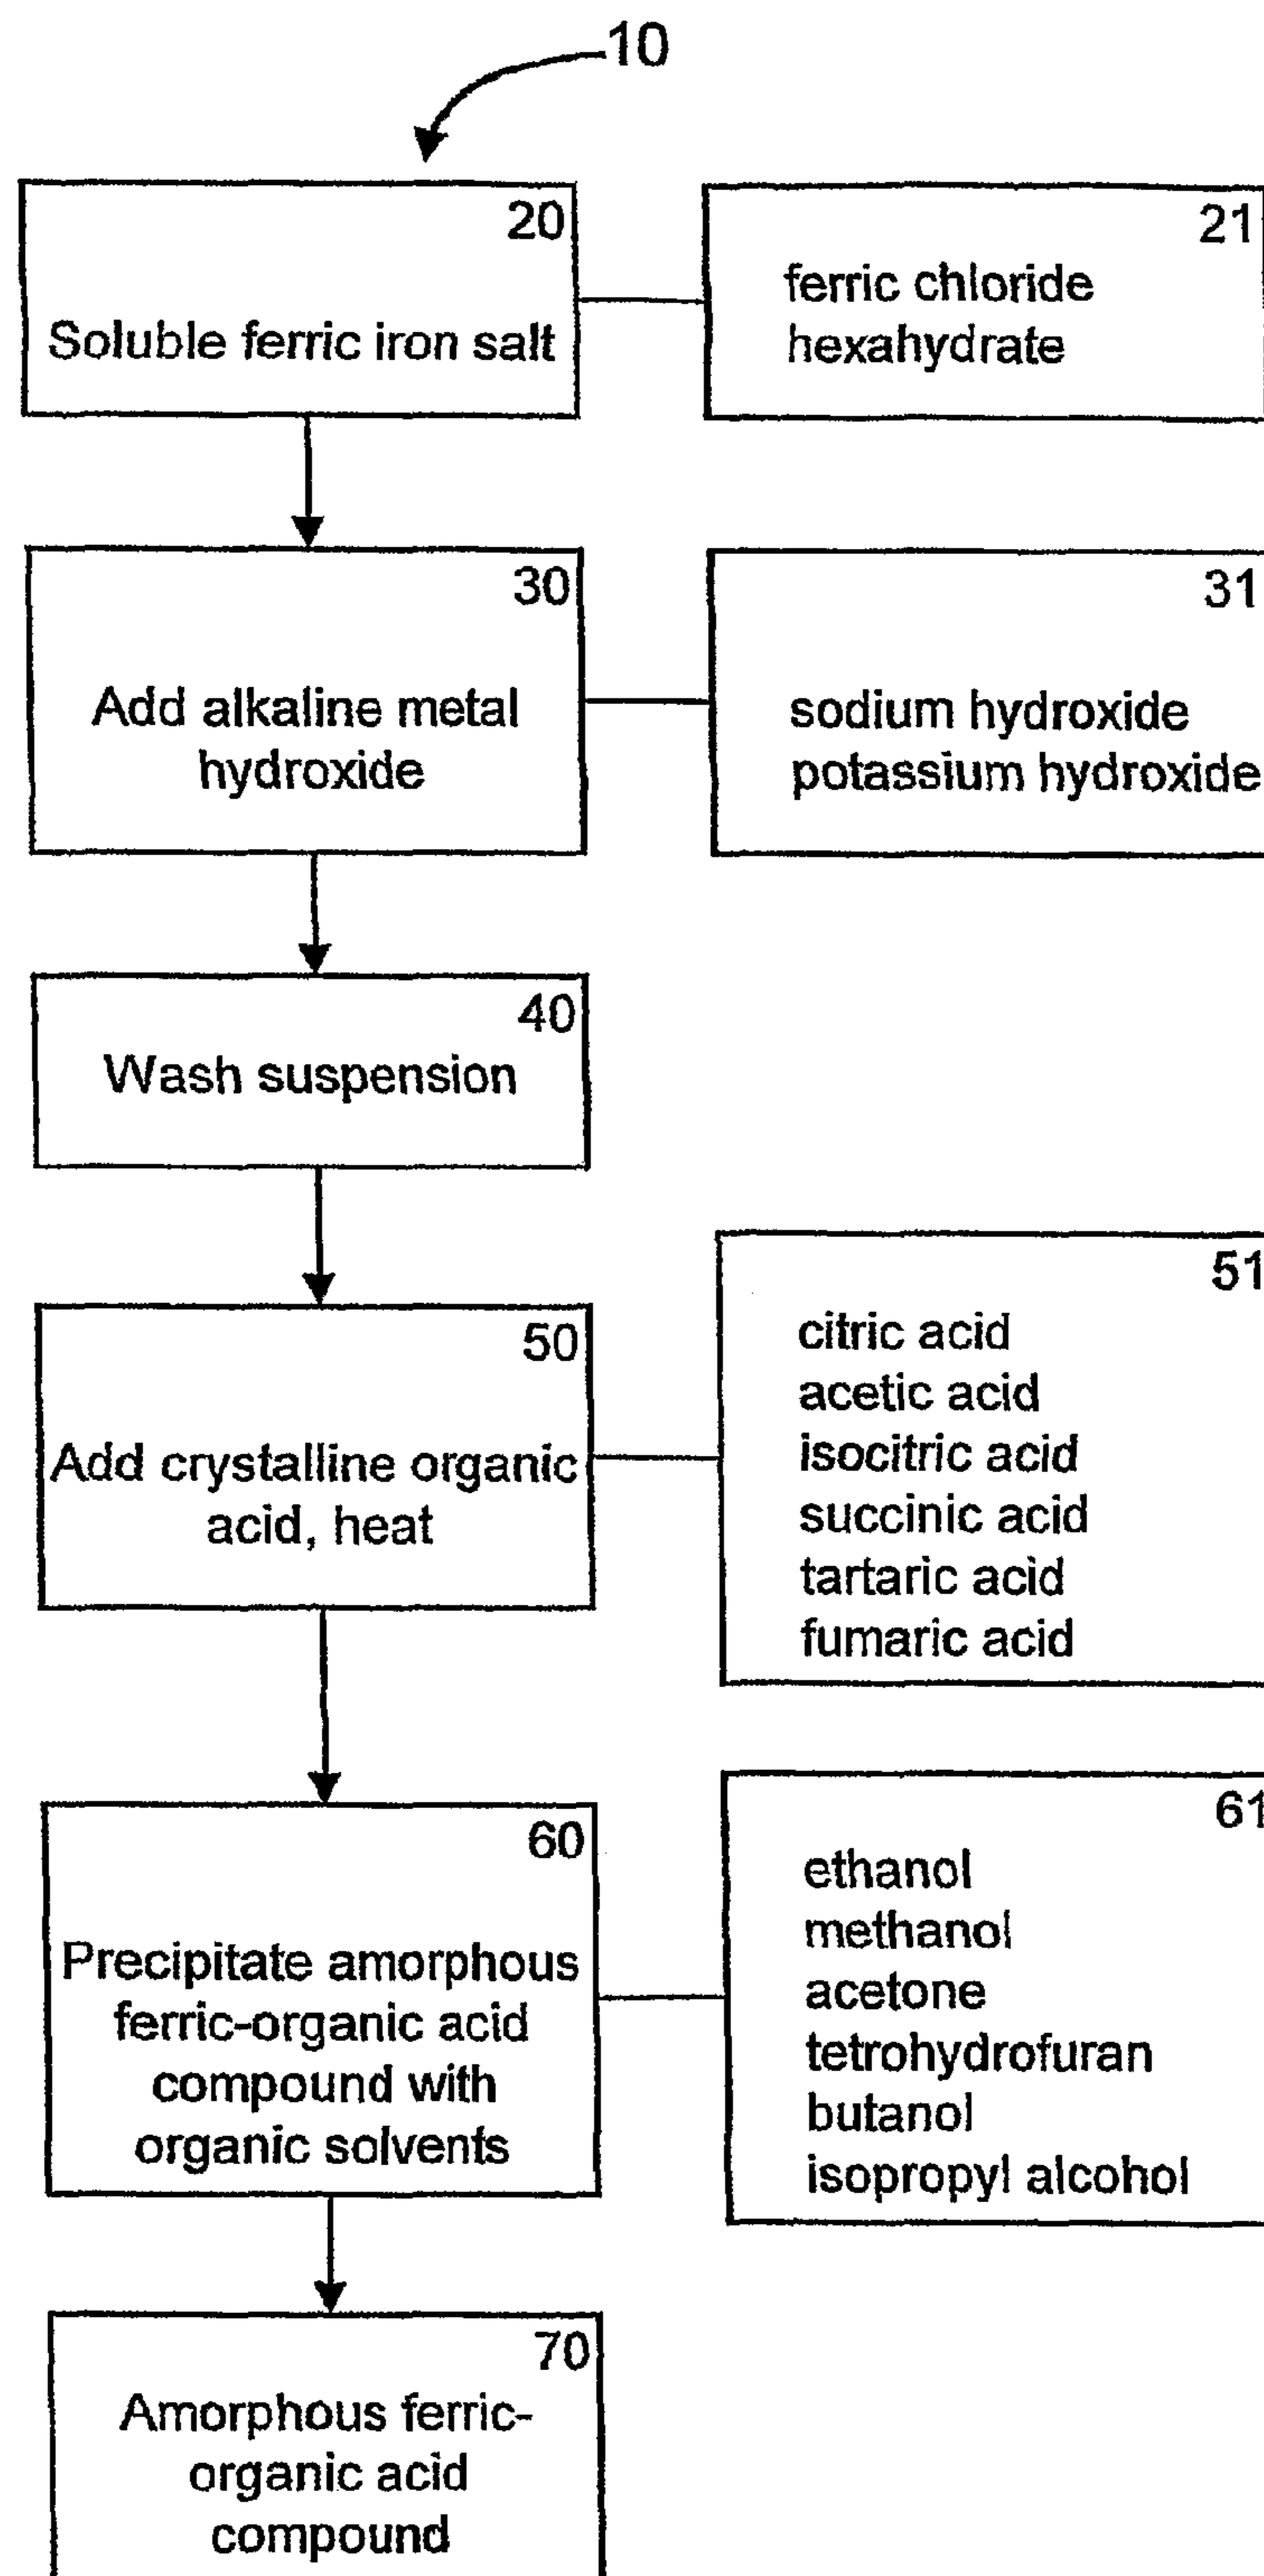 10
20
Soluble ferric iron salt
21
ferric chloride
hexahydrate
30
Add alkaline metal
hydroxide
31
sodium hydroxide
potassium hydroxide
40
Wash suspension
50
Add crystalline organic
acid, heat
51
citric acid
acetic acid
isocitric acid
succinic acid
tartaric acid
fumaric acid
60
Precipitate amorphous
ferric-organic acid
compound with
organic solvents
61
ethanol
methanol
acetone
tetrohydrofuran
butanol
isopropyl alcohol
70
Amorphous ferric-
organic acid
compound